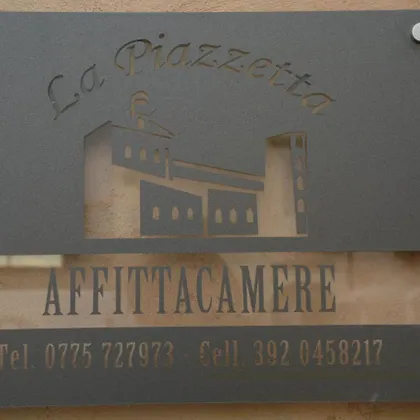 La Piazzetta
AFFITTACAMERE
Tel. 0775 727973 - Cell. 392 0458217